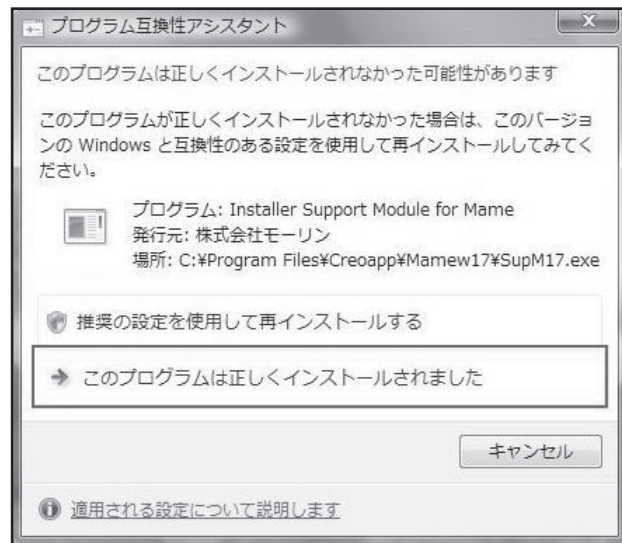 プログラム互換性アシスタント
このプログラムは正しくインストールされなかった可能性があります
このプログラムが正しくインストールされなかった場合は、このバージョ
ンの Windows と互換性のある設定を使用して再インストールしてみてく
ださい。
プログラム: Installer Support Module for Mame
発行元: 株式会社モーリン
場所: C:¥Program Files¥Creoapp¥Mamew17¥SupM17.exe
推奨の設定を使用して再インストールする
このプログラムは正しくインストールされました
キャンセル
適用される設定について説明します